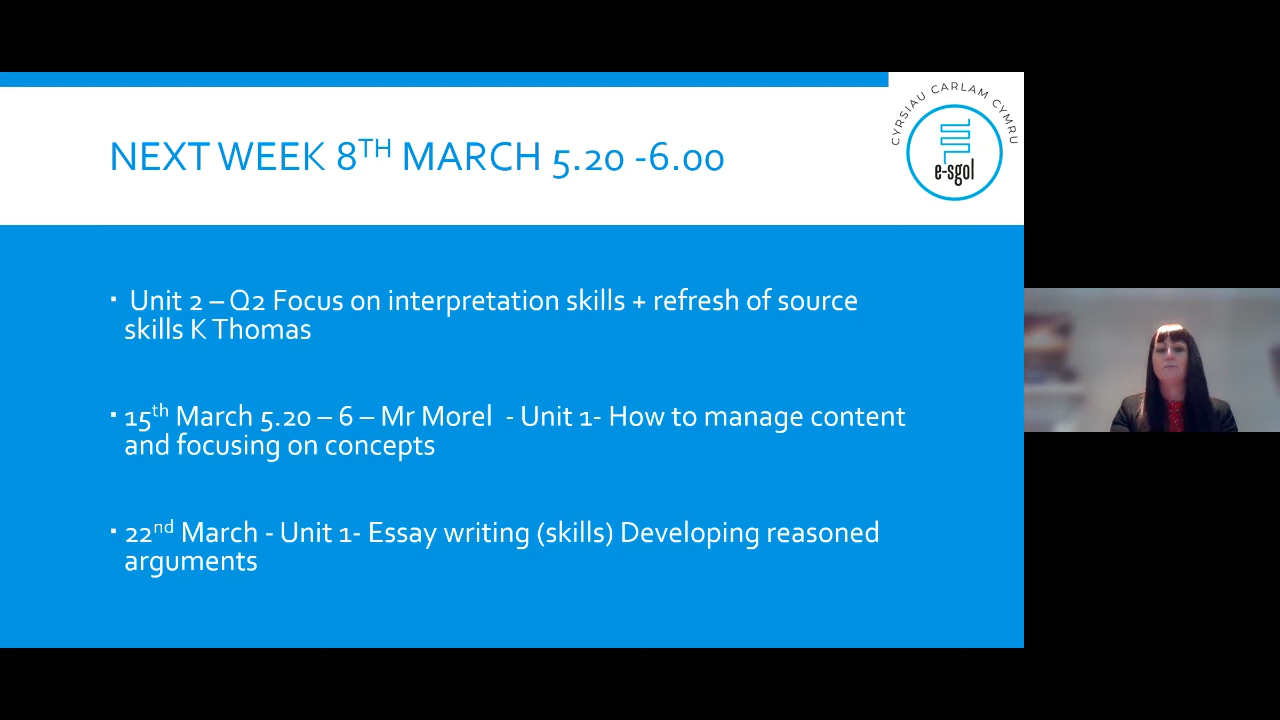 NEXT WEEK 8TH MARCH 5.20 -6.00
CYRSIAU CARLAM CYMRU
e-sgol
▪ Unit 2 – Q2 Focus on interpretation skills + refresh of source
skills K Thomas
▪ 15th March 5.20 – 6 – Mr Morel - Unit 1- How to manage content
and focusing on concepts
▪ 22nd March - Unit 1- Essay writing (skills) Developing reasoned
arguments